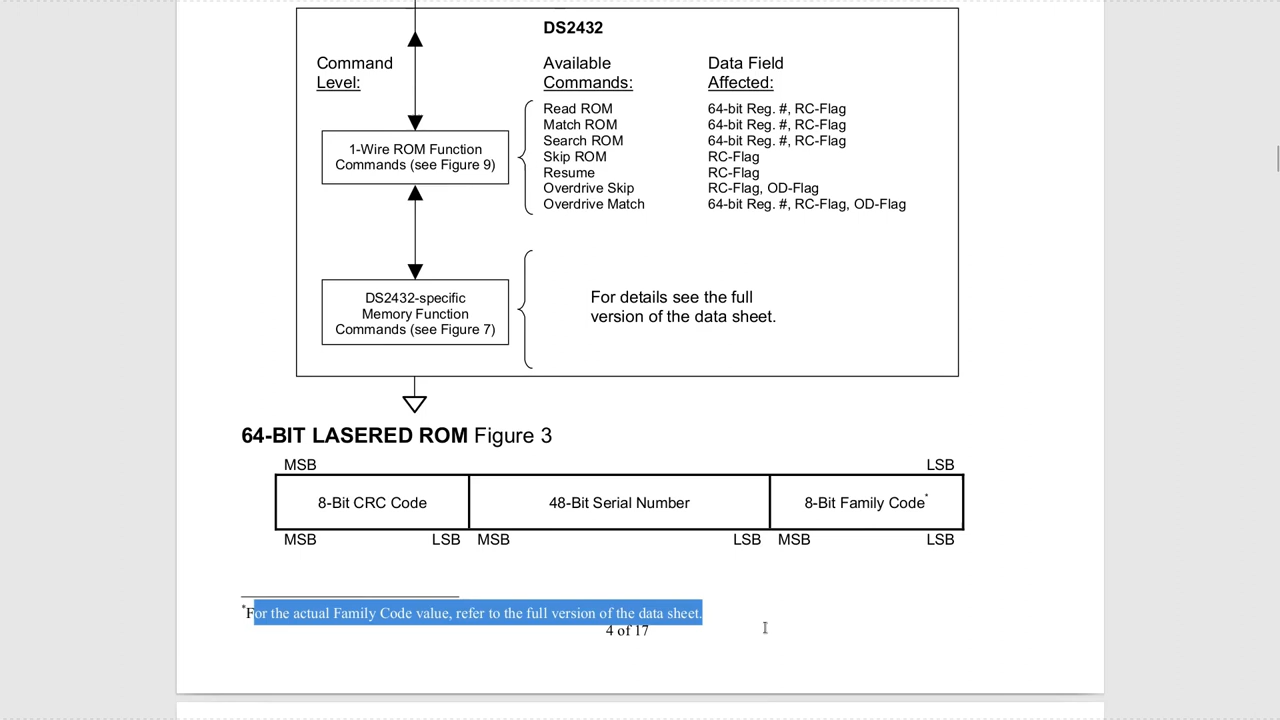 DS2432
Command Level:
Available Commands:
Data Field Affected:
Read ROM 64-bit Reg. #, RC-Flag
Match ROM 64-bit Reg. #, RC-Flag
Search ROM 64-bit Reg. #, RC-Flag
Skip ROM RC-Flag
Resume RC-Flag
Overdrive Skip RC-Flag, OD-Flag
Overdrive Match 64-bit Reg. #, RC-Flag, OD-Flag
1-Wire ROM Function
Commands (see Figure 9)
DS2432-specific
Memory Function
Commands (see Figure 7)
For details see the full
version of the data sheet.
64-BIT LASERED ROM Figure 3
MSB LSB
8-Bit CRC Code 48-Bit Serial Number 8-Bit Family Code*
MSB LSB MSB LSB MSB LSB
*For the actual Family Code value, refer to the full version of the data sheet.
4 of 17